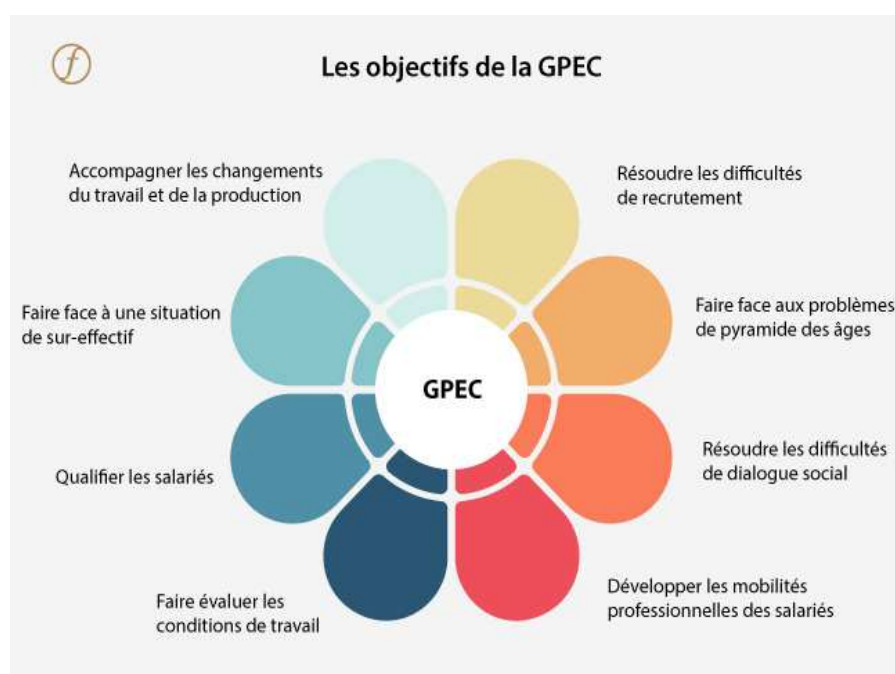 Les objectifs de la GPEC
Accompagner les changements
du travail et de la production
Résoudre les difficultés
de recrutement
Faire face à une situation
de sur-effectif
Faire face aux problèmes
de pyramide des âges
GPEC
Qualifier les salariés
Résoudre les difficultés
de dialogue social
Faire évaluer les
conditions de travail
Développer les mobilités
professionnelles des salariés